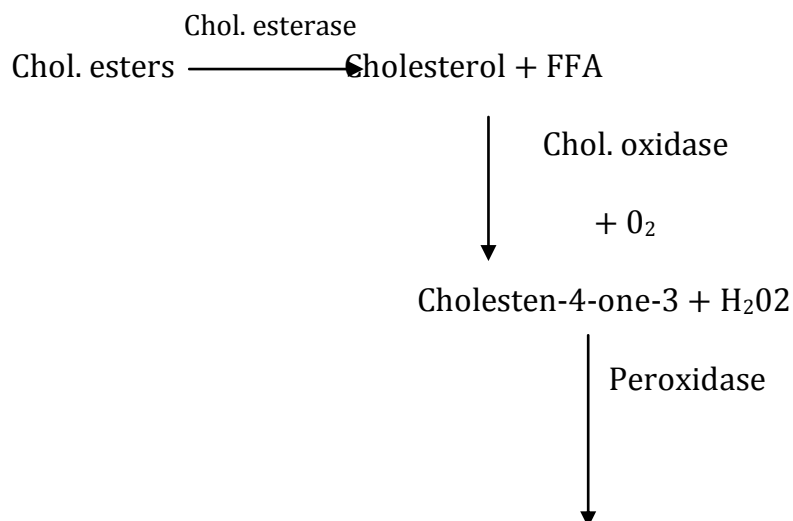 Chol. esterase
Chol. esters Cholesterol + FFA
Chol. oxidase
+ 0₂
Cholesten-4-one-3 + H₂02
Peroxidase